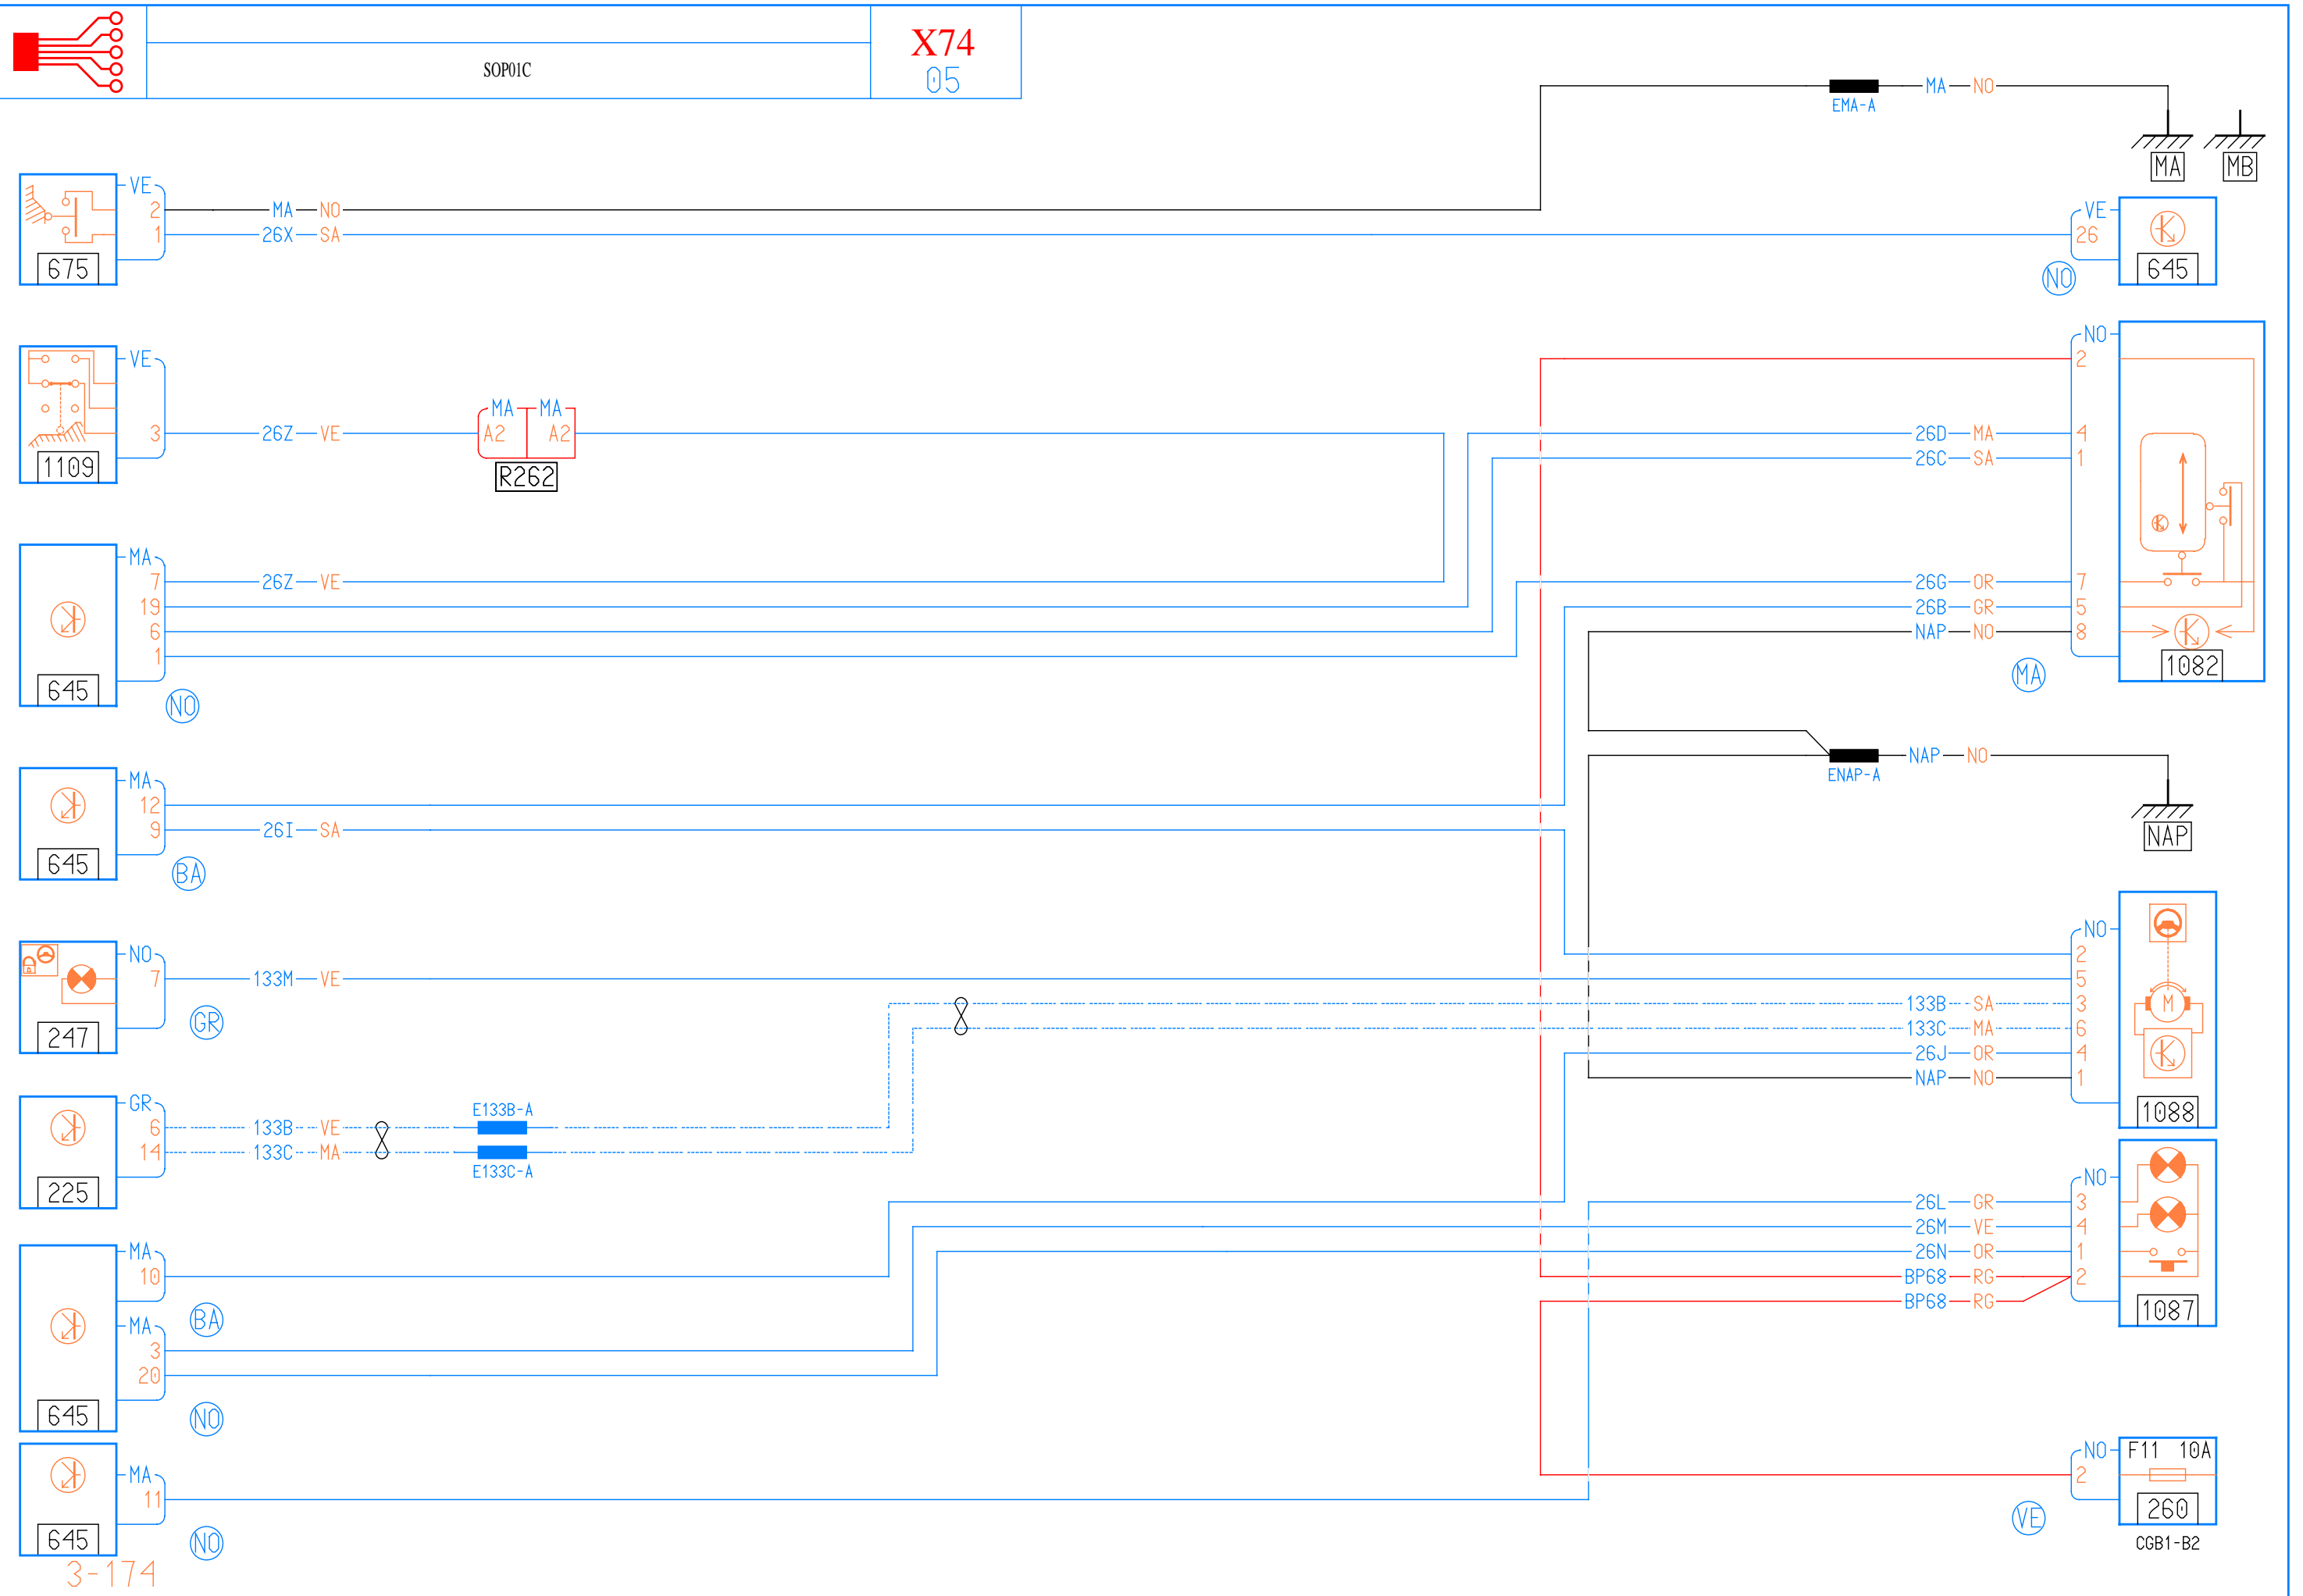 SOP01C
X74
05
EMA-A MA NO
MA MB
VE
2 MA NO
1 26X SA
675
VE
26
645
NO
VE
3 26Z VE
1109
MA MA
A2 A2
R262
NO
2
26D MA 4
26C SA 1
26G OR 7
26B GR 5
NAP NO 8
1082
MA
MA
7 26Z VE
19
6
1
645
NO
ENAP-A NAP NO
NAP
MA
12
9 26I SA
645
BA
NO
7 133M VE
247
GR
NO
2
5
133B SA 3
133C MA 6
26J OR 4
NAP NO 1
M
1088
GR
6 133B VE E133B-A
14 133C MA E133C-A
225
NO
26L GR 3
26M VE 4
26N OR 1
BP68 RG 2
BP68 RG
1087
MA
10
BA
MA
3
20
645
NO
MA
11
645
NO
NO F11 10A
2
260
VE
CGB1-B2
3-174